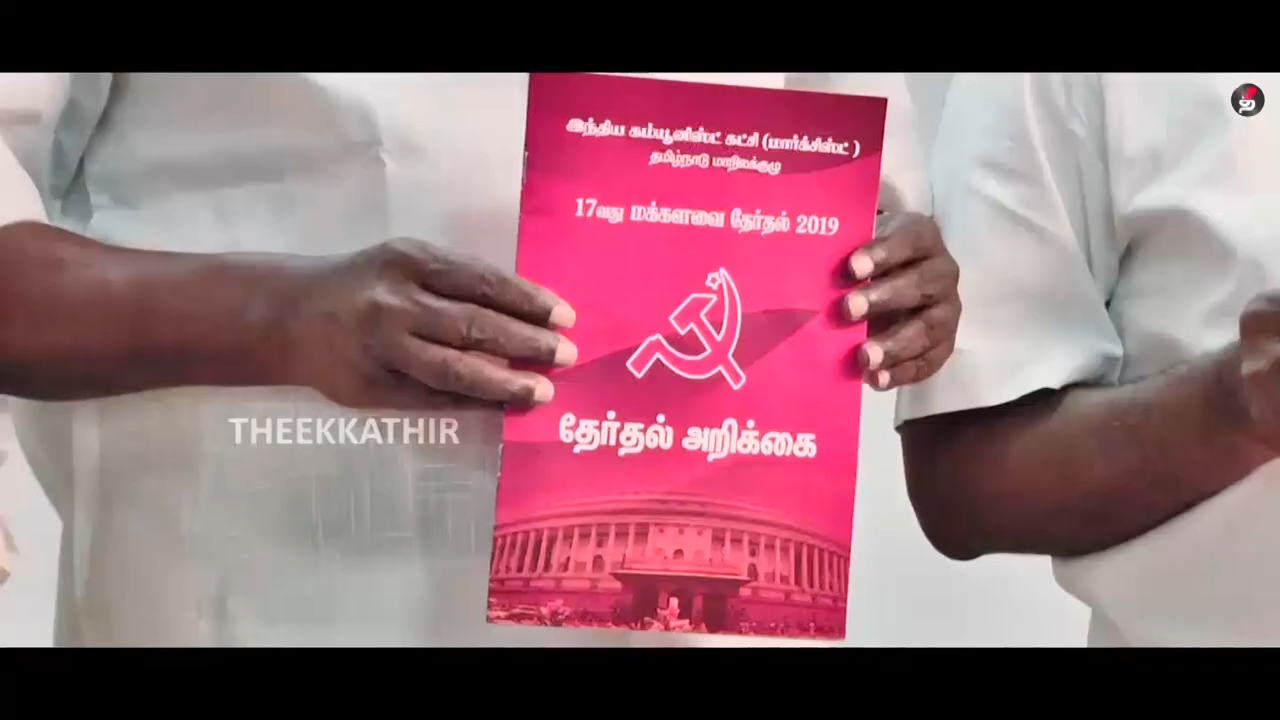 இந்திய கம்யூனிஸ்ட் கட்சி (மார்க்சிஸ்ட் )
தமிழ்நாடு மாநிலக்குழு
17வது மக்களவை தேர்தல் 2019
தேர்தல் அறிக்கை
THEEKKATHIR